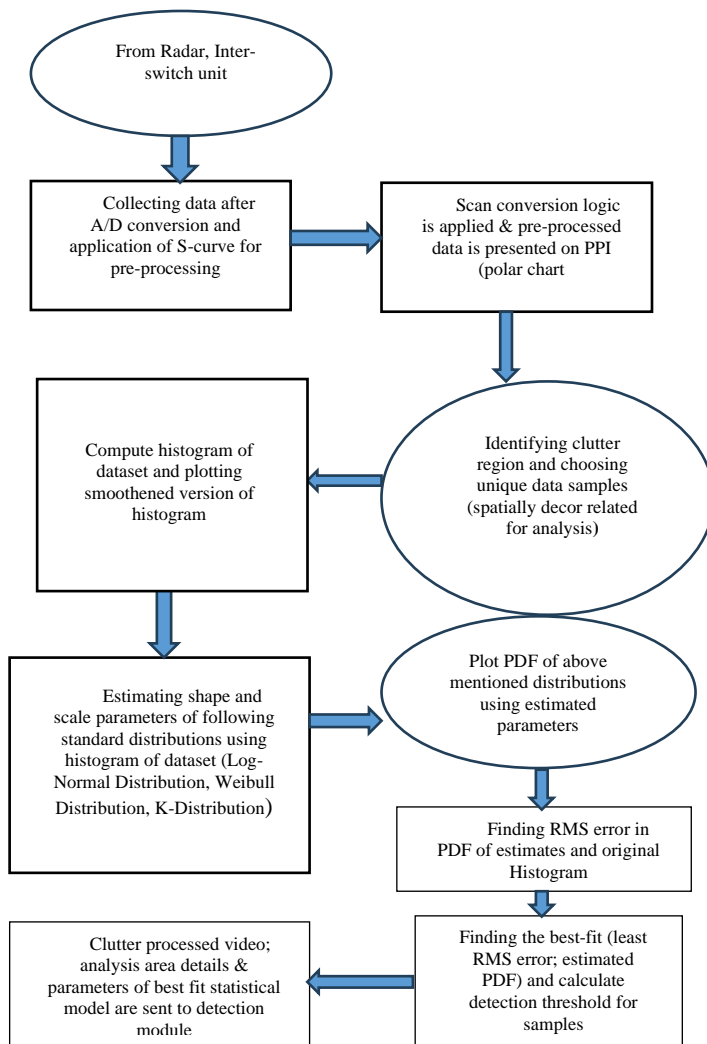 From Radar, Inter-
switch unit
Collecting data after
A/D conversion and
application of S-curve for
pre-processing
Scan conversion logic
is applied & pre-processed
data is presented on PPI
(polar chart
Identifying clutter
region and choosing
unique data samples
(spatially decor related
for analysis)
Compute histogram of
dataset and plotting
smoothened version of
histogram
Estimating shape and
scale parameters of following
standard distributions using
histogram of dataset (Log-
Normal Distribution, Weibull
Distribution, K-Distribution)
Plot PDF of above
mentioned distributions
using estimated
parameters
Finding RMS error in
PDF of estimates and original
Histogram
Finding the best-fit (least
RMS error; estimated
PDF) and calculate
detection threshold for
samples
Clutter processed video;
analysis area details &
parameters of best fit statistical
model are sent to detection
module